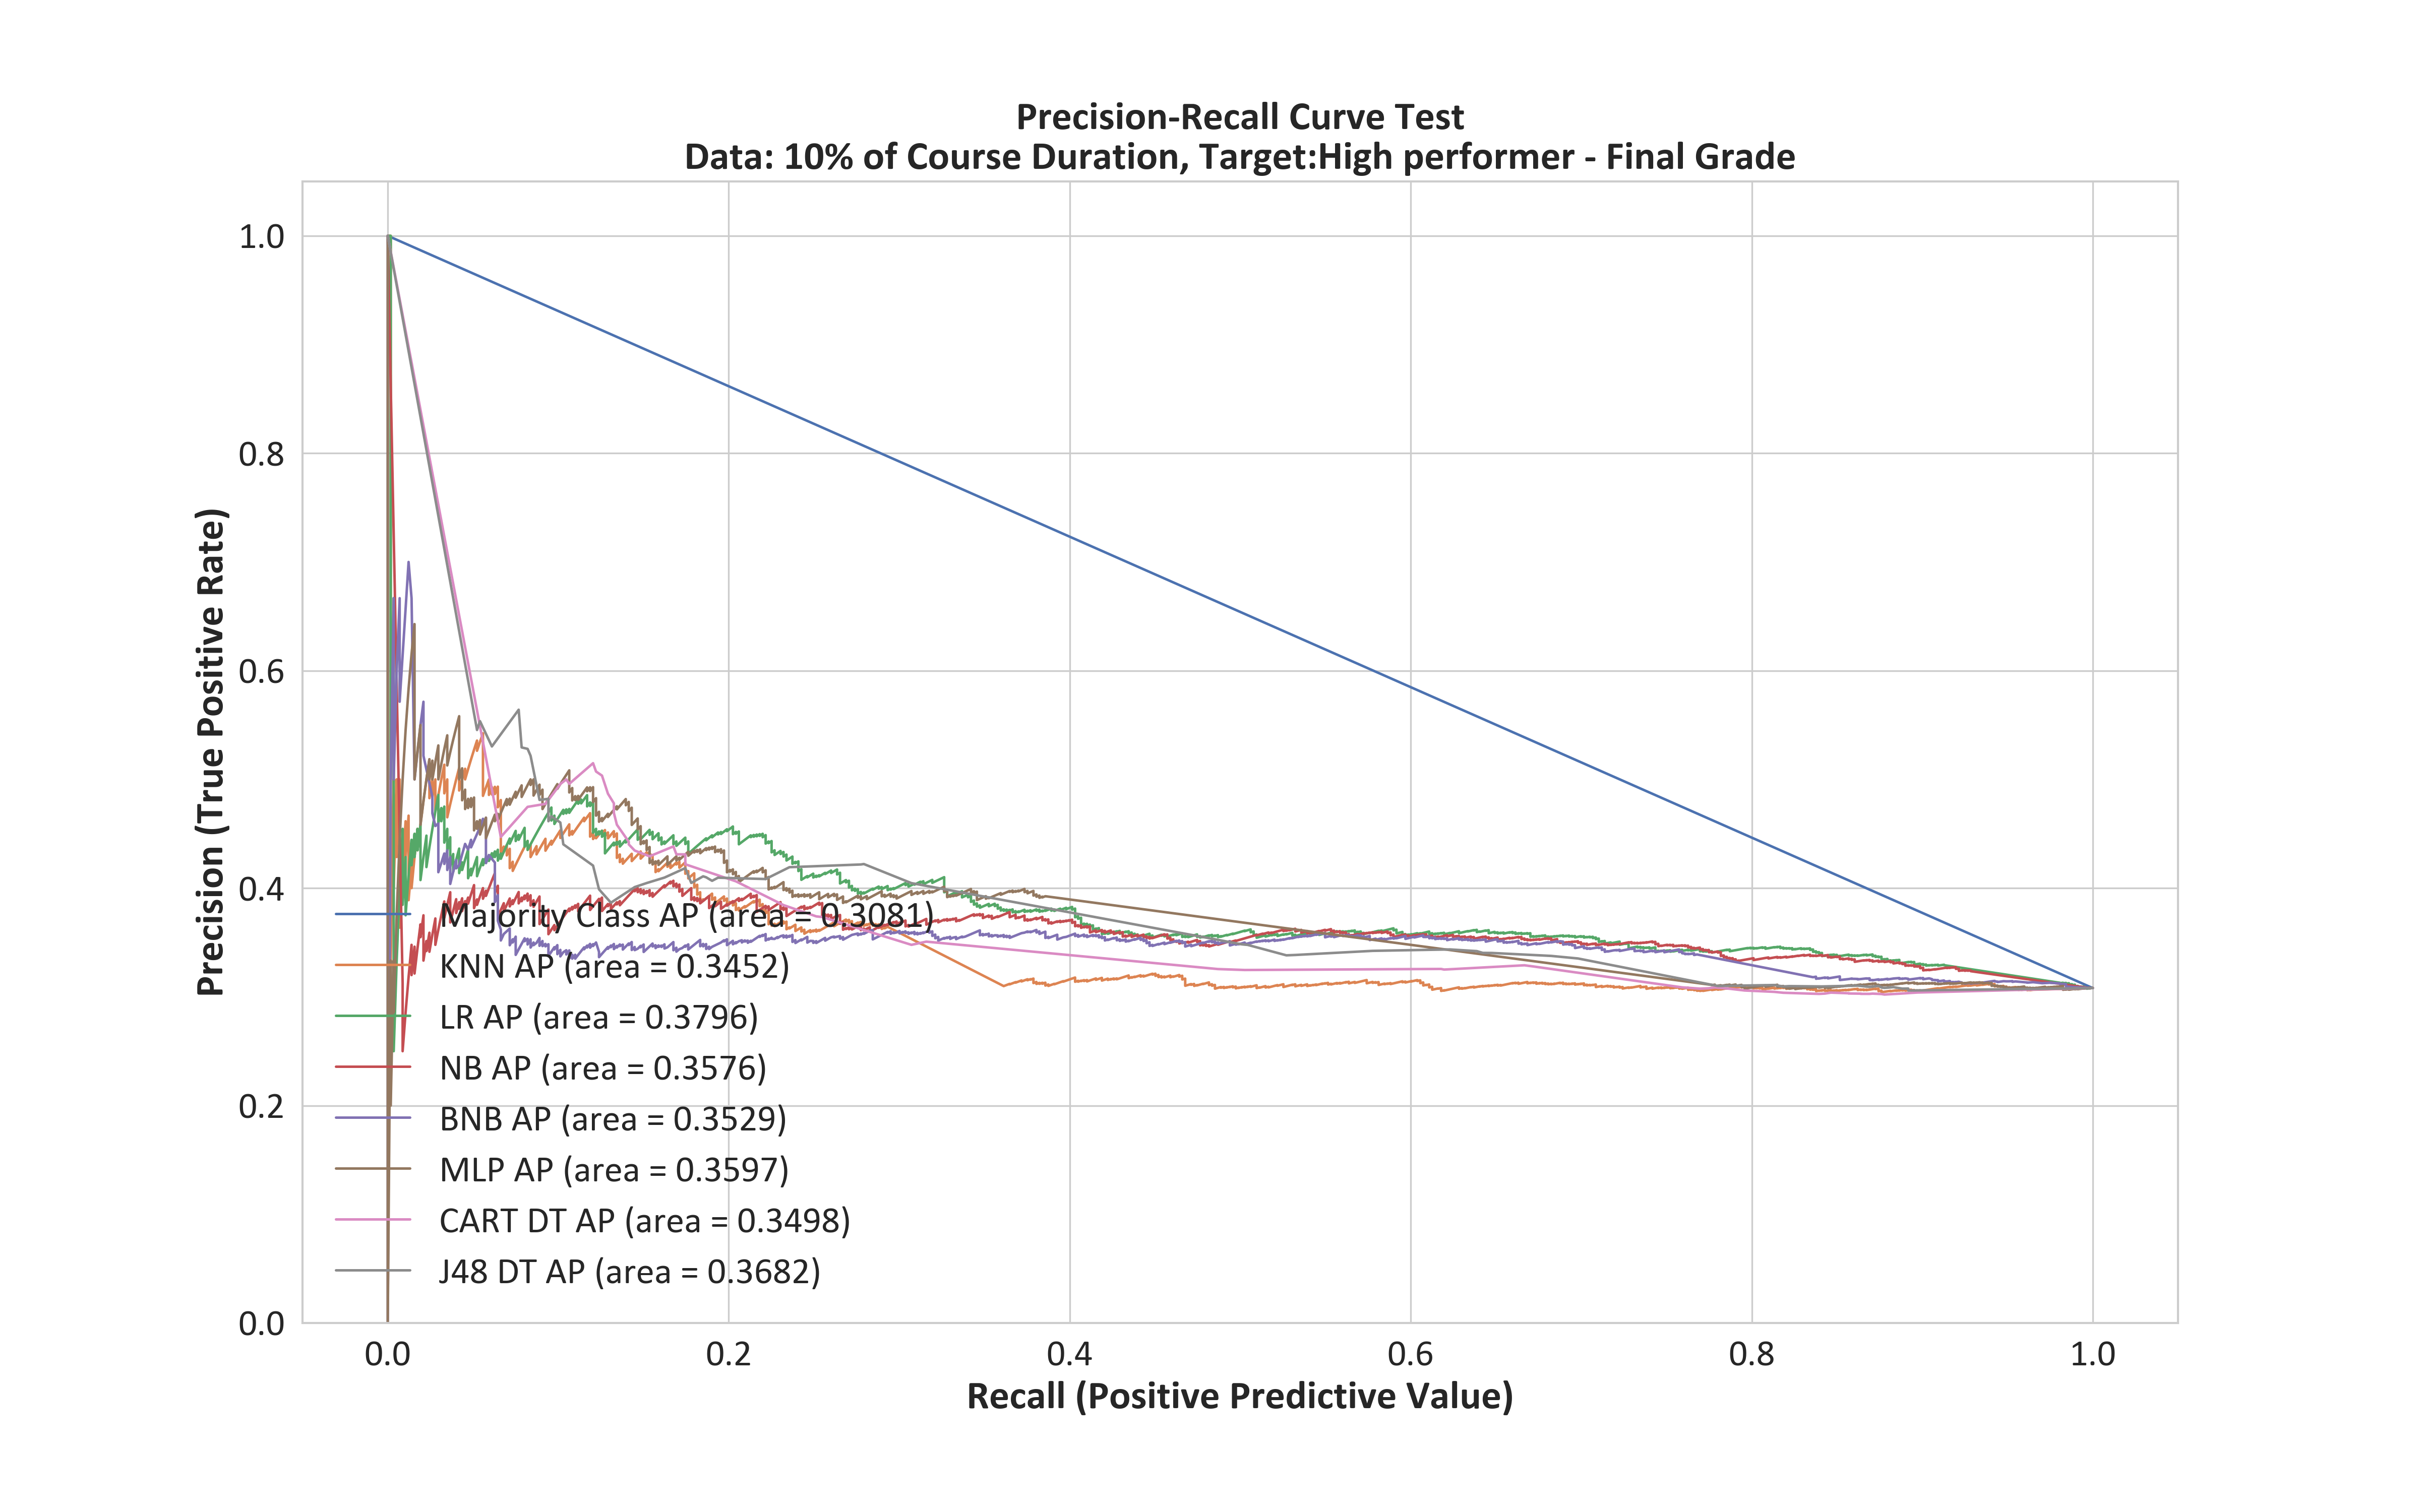 Precision-Recall Curve Test
Data: 10% of Course Duration, Target:High performer - Final Grade
1.0
0.8
0.6
0.4
0.2
0.0
Precision (True Positive Rate)
Majority Class AP (area = 0.3081)
KNN AP (area = 0.3452)
LR AP (area = 0.3796)
NB AP (area = 0.3576)
BNB AP (area = 0.3529)
MLP AP (area = 0.3597)
CART DT AP (area = 0.3498)
J48 DT AP (area = 0.3682)
0.0 0.2 0.4 0.6 0.8 1.0
Recall (Positive Predictive Value)